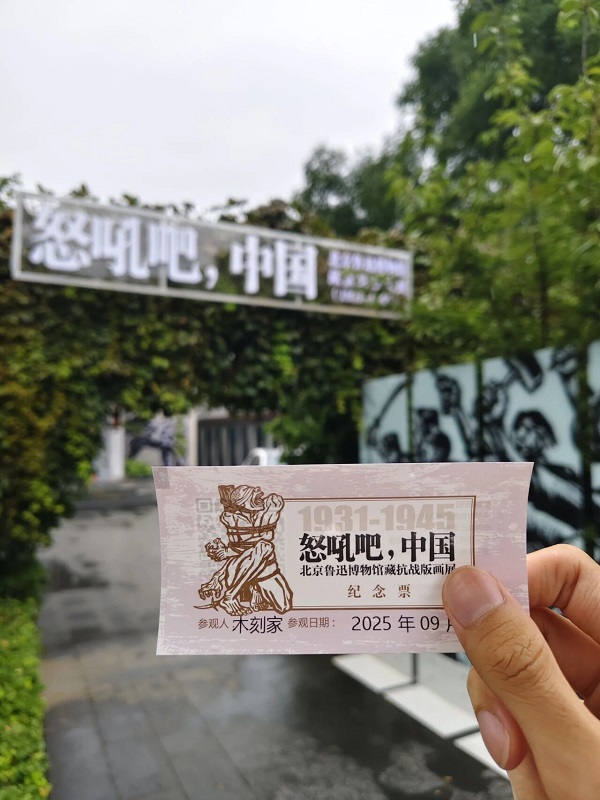 怒吼吧，中国
1931-1945
怒吼吧，中国
北京鲁迅博物馆藏抗战版画展
纪念票
参观人 木刻家 参观日期： 2025 年 09 月